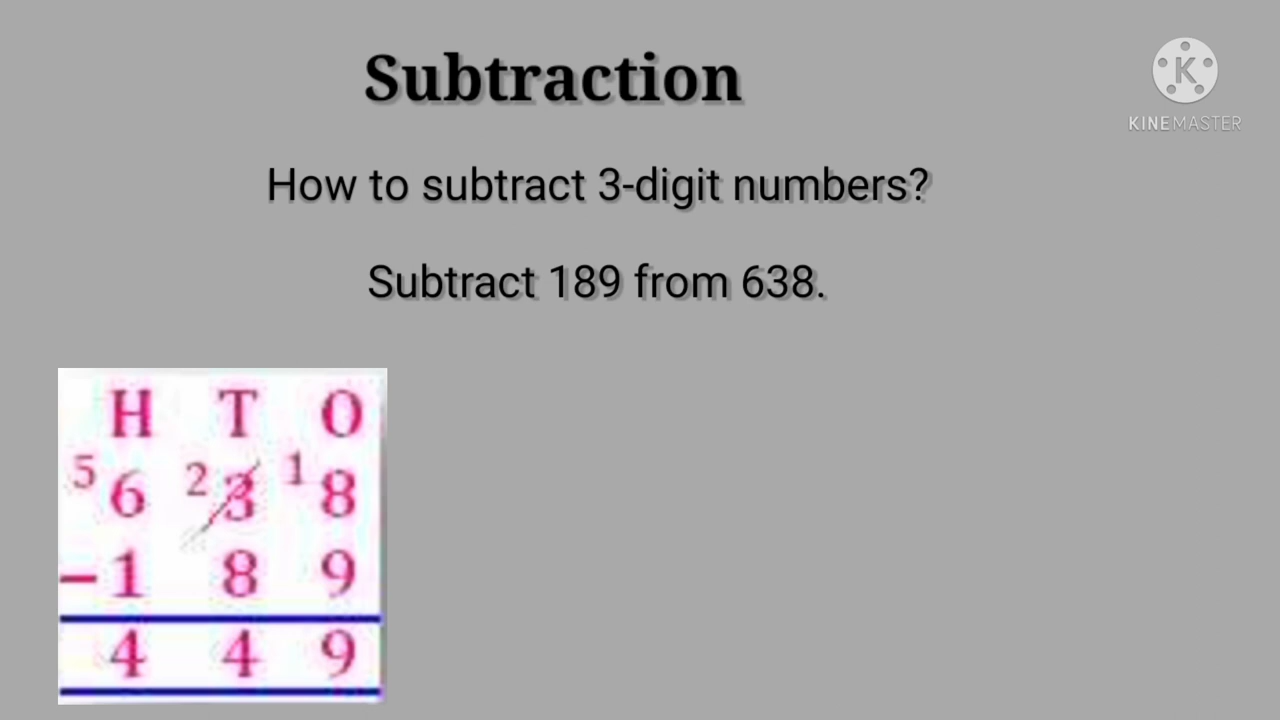 Subtraction
KINEMASTER
How to subtract 3-digit numbers?
Subtract 189 from 638.
H T O
5 6 2 3 1 8
- 1 8 9
4 4 9